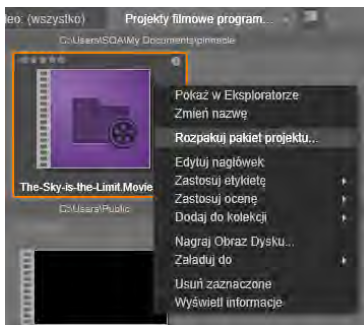 deo: (wszystko) Projekty filmowe program...
C:\Users\SOA\My Documents\pinnacle
The-Sky-is-the-Limit.Movie
C:\Users\Public
Pokaż w Eksploratorze
Zmień nazwę
Rozpakuj pakiet projektu...
Edytuj nagłówek
Zastosuj etykietę
Zastosuj ocenę
Dodaj do kolekcji
Nagraj Obraz Dysku...
Załaduj do
Usuń zaznaczone
Wyświetl informacje